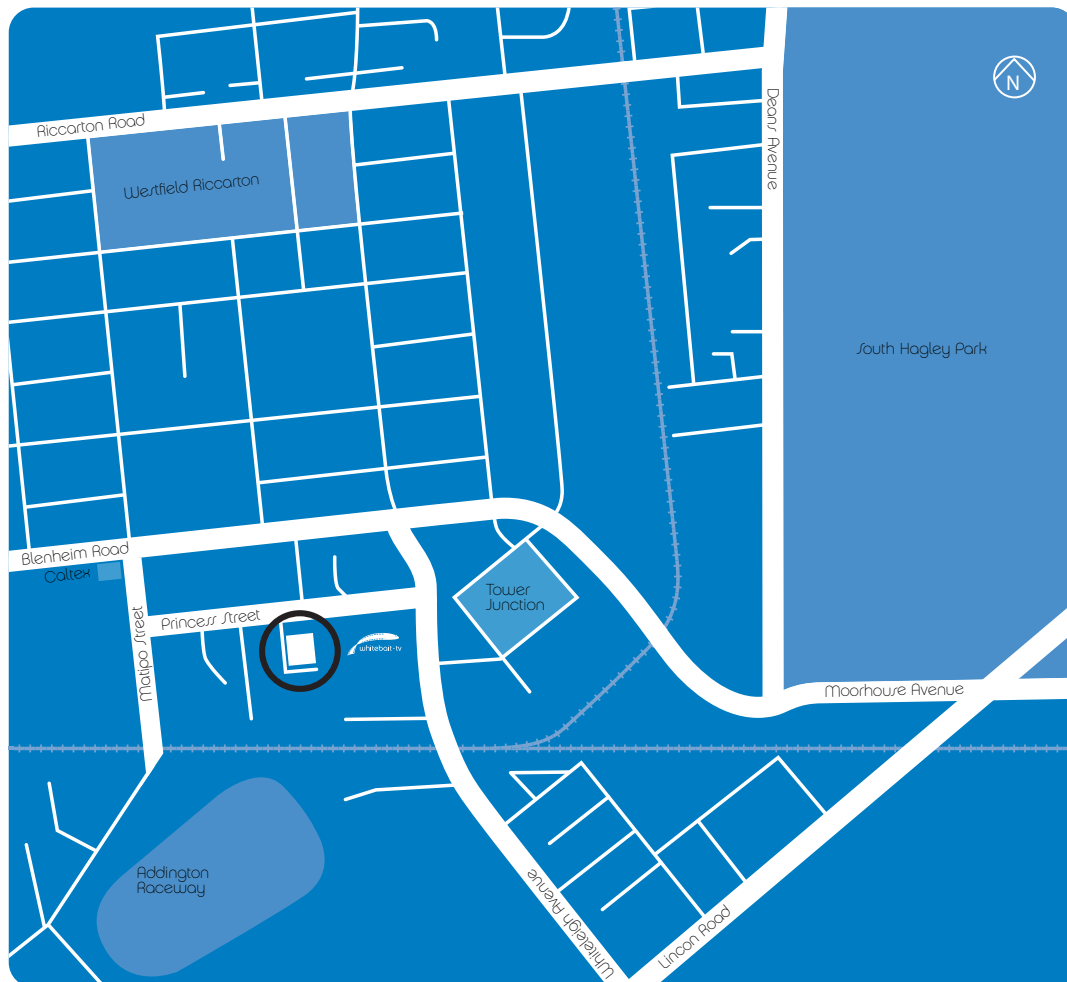 N
Riccarton Road
Deans Avenue
Westfield Riccarton
South Hagley Park
Blenheim Road
Caltex
Tower
Junction
Princess Street
Matipo Street
whitebait-tv
Moorhouse Avenue
Addington
Raceway
Whiteleigh Avenue
Lincon Road